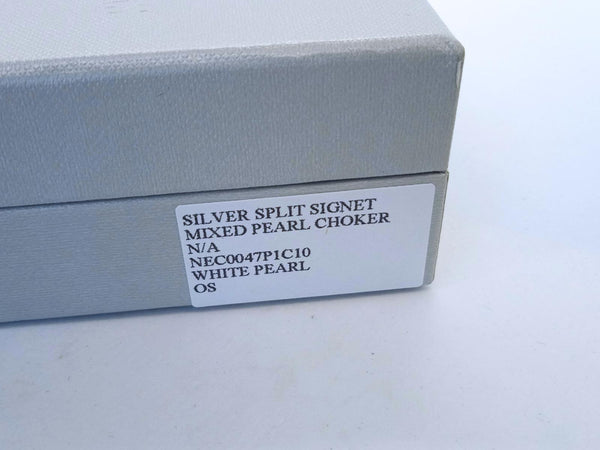 SILVER SPLIT SIGNET
MIXED PEARL CHOKER
N/A
NEC0047P1C10
WHITE PEARL
OS